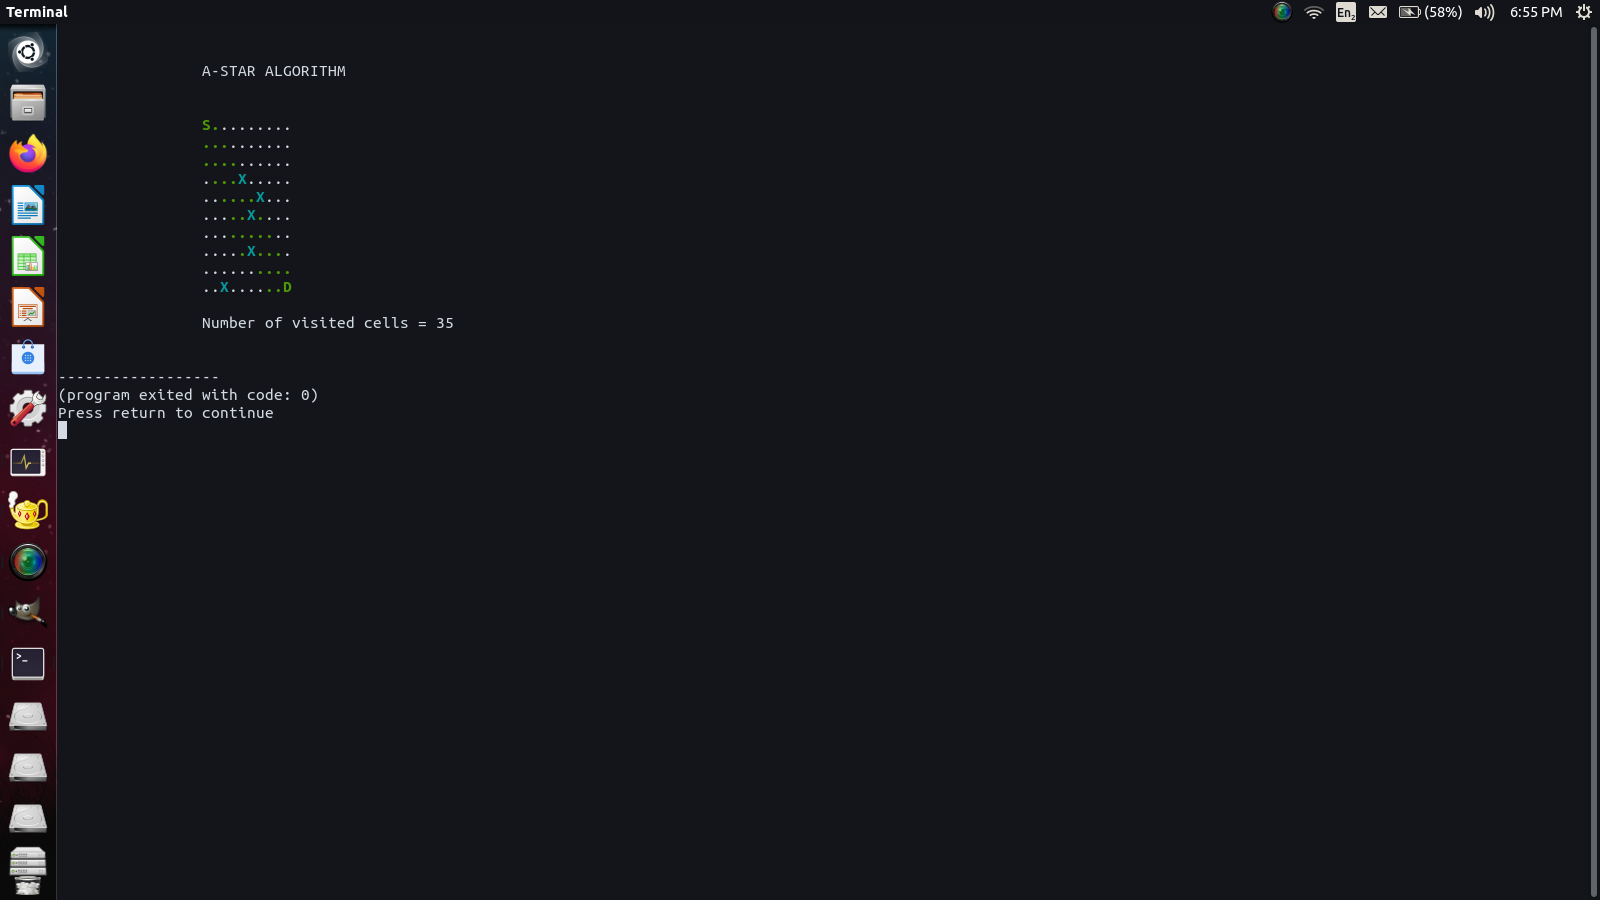 Terminal
En2
(58%)
6:55 PM
A-STAR ALGORITHM
S.........
..........
..........
....X.....
......X...
.....X....
..........
.....X....
..........
..X......D
Number of visited cells = 35
------------------
(program exited with code: 0)
Press return to continue
>_